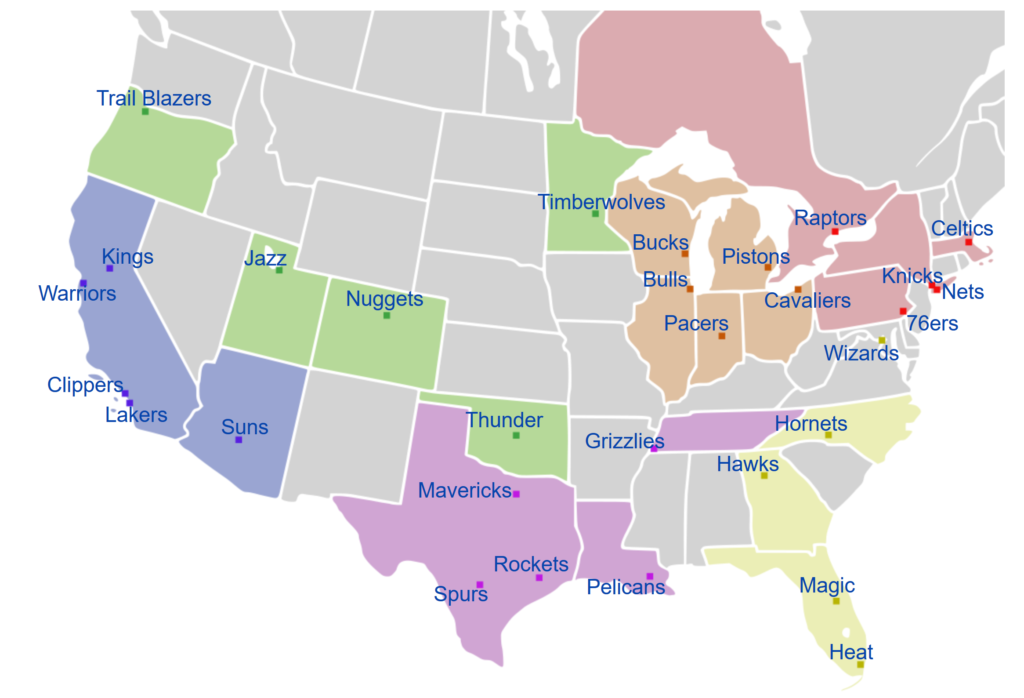 Trail Blazers
Timberwolves
Raptors
Celtics
Kings
Jazz
Bucks
Pistons
Warriors
Nuggets
Bulls
Knicks
Nets
Cavaliers
Pacers
76ers
Wizards
Clippers
Lakers
Suns
Thunder
Grizzlies
Hornets
Hawks
Mavericks
Rockets
Spurs
Pelicans
Magic
Heat